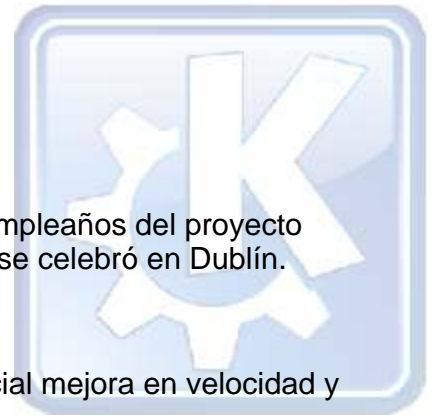 mpleaños del proyecto
se celebró en Dublín.
cial mejora en velocidad y